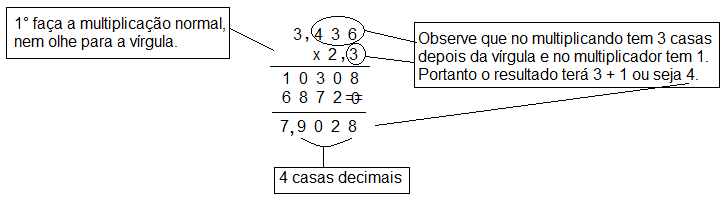 1° faça a multiplicação normal,
nem olhe para a vírgula.
3,436
x 2,3
10308
68720
7,9028
4 casas decimais
Observe que no multiplicando tem 3 casas
depois da vírgula e no multiplicador tem 1.
Portanto o resultado terá 3 + 1 ou seja 4.